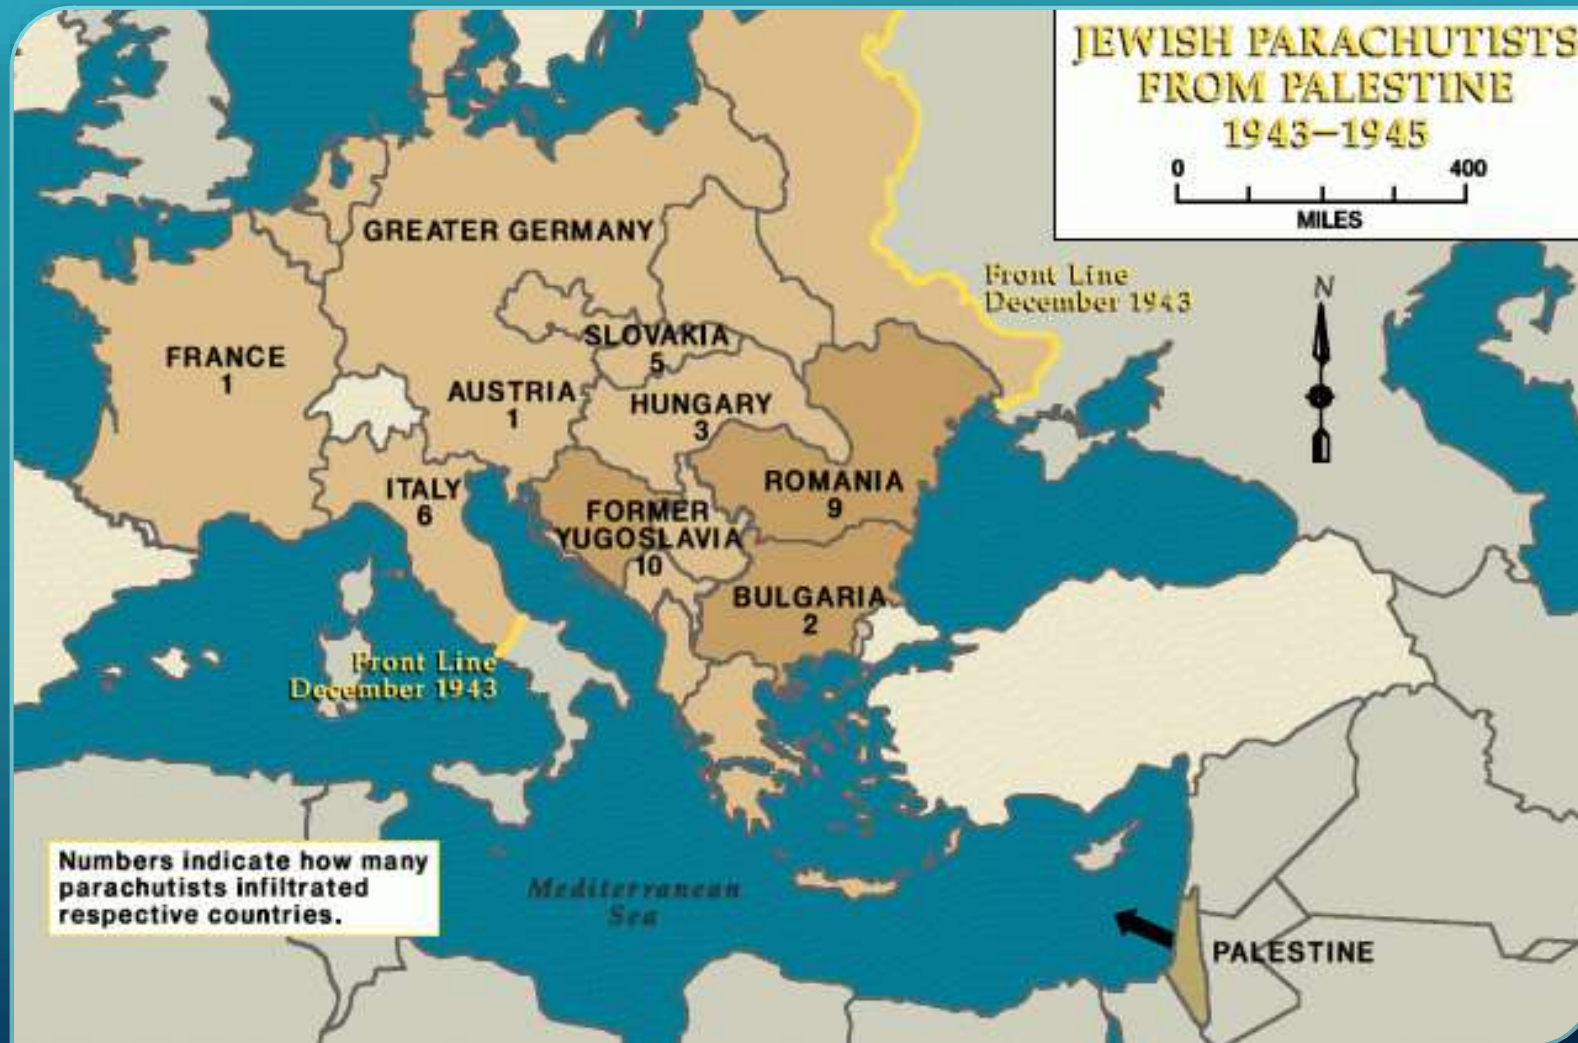 JEWISH PARACHUTISTS
FROM PALESTINE
1943–1945
0 400
MILES
N
Front Line
December 1943
GREATER GERMANY
SLOVAKIA
5
FRANCE
1
AUSTRIA
1
HUNGARY
3
ITALY
6
ROMANIA
9
FORMER
YUGOSLAVIA
10
BULGARIA
2
Front Line
December 1943
Numbers indicate how many
parachutists infiltrated
respective countries.
Mediterranean
Sea
PALESTINE